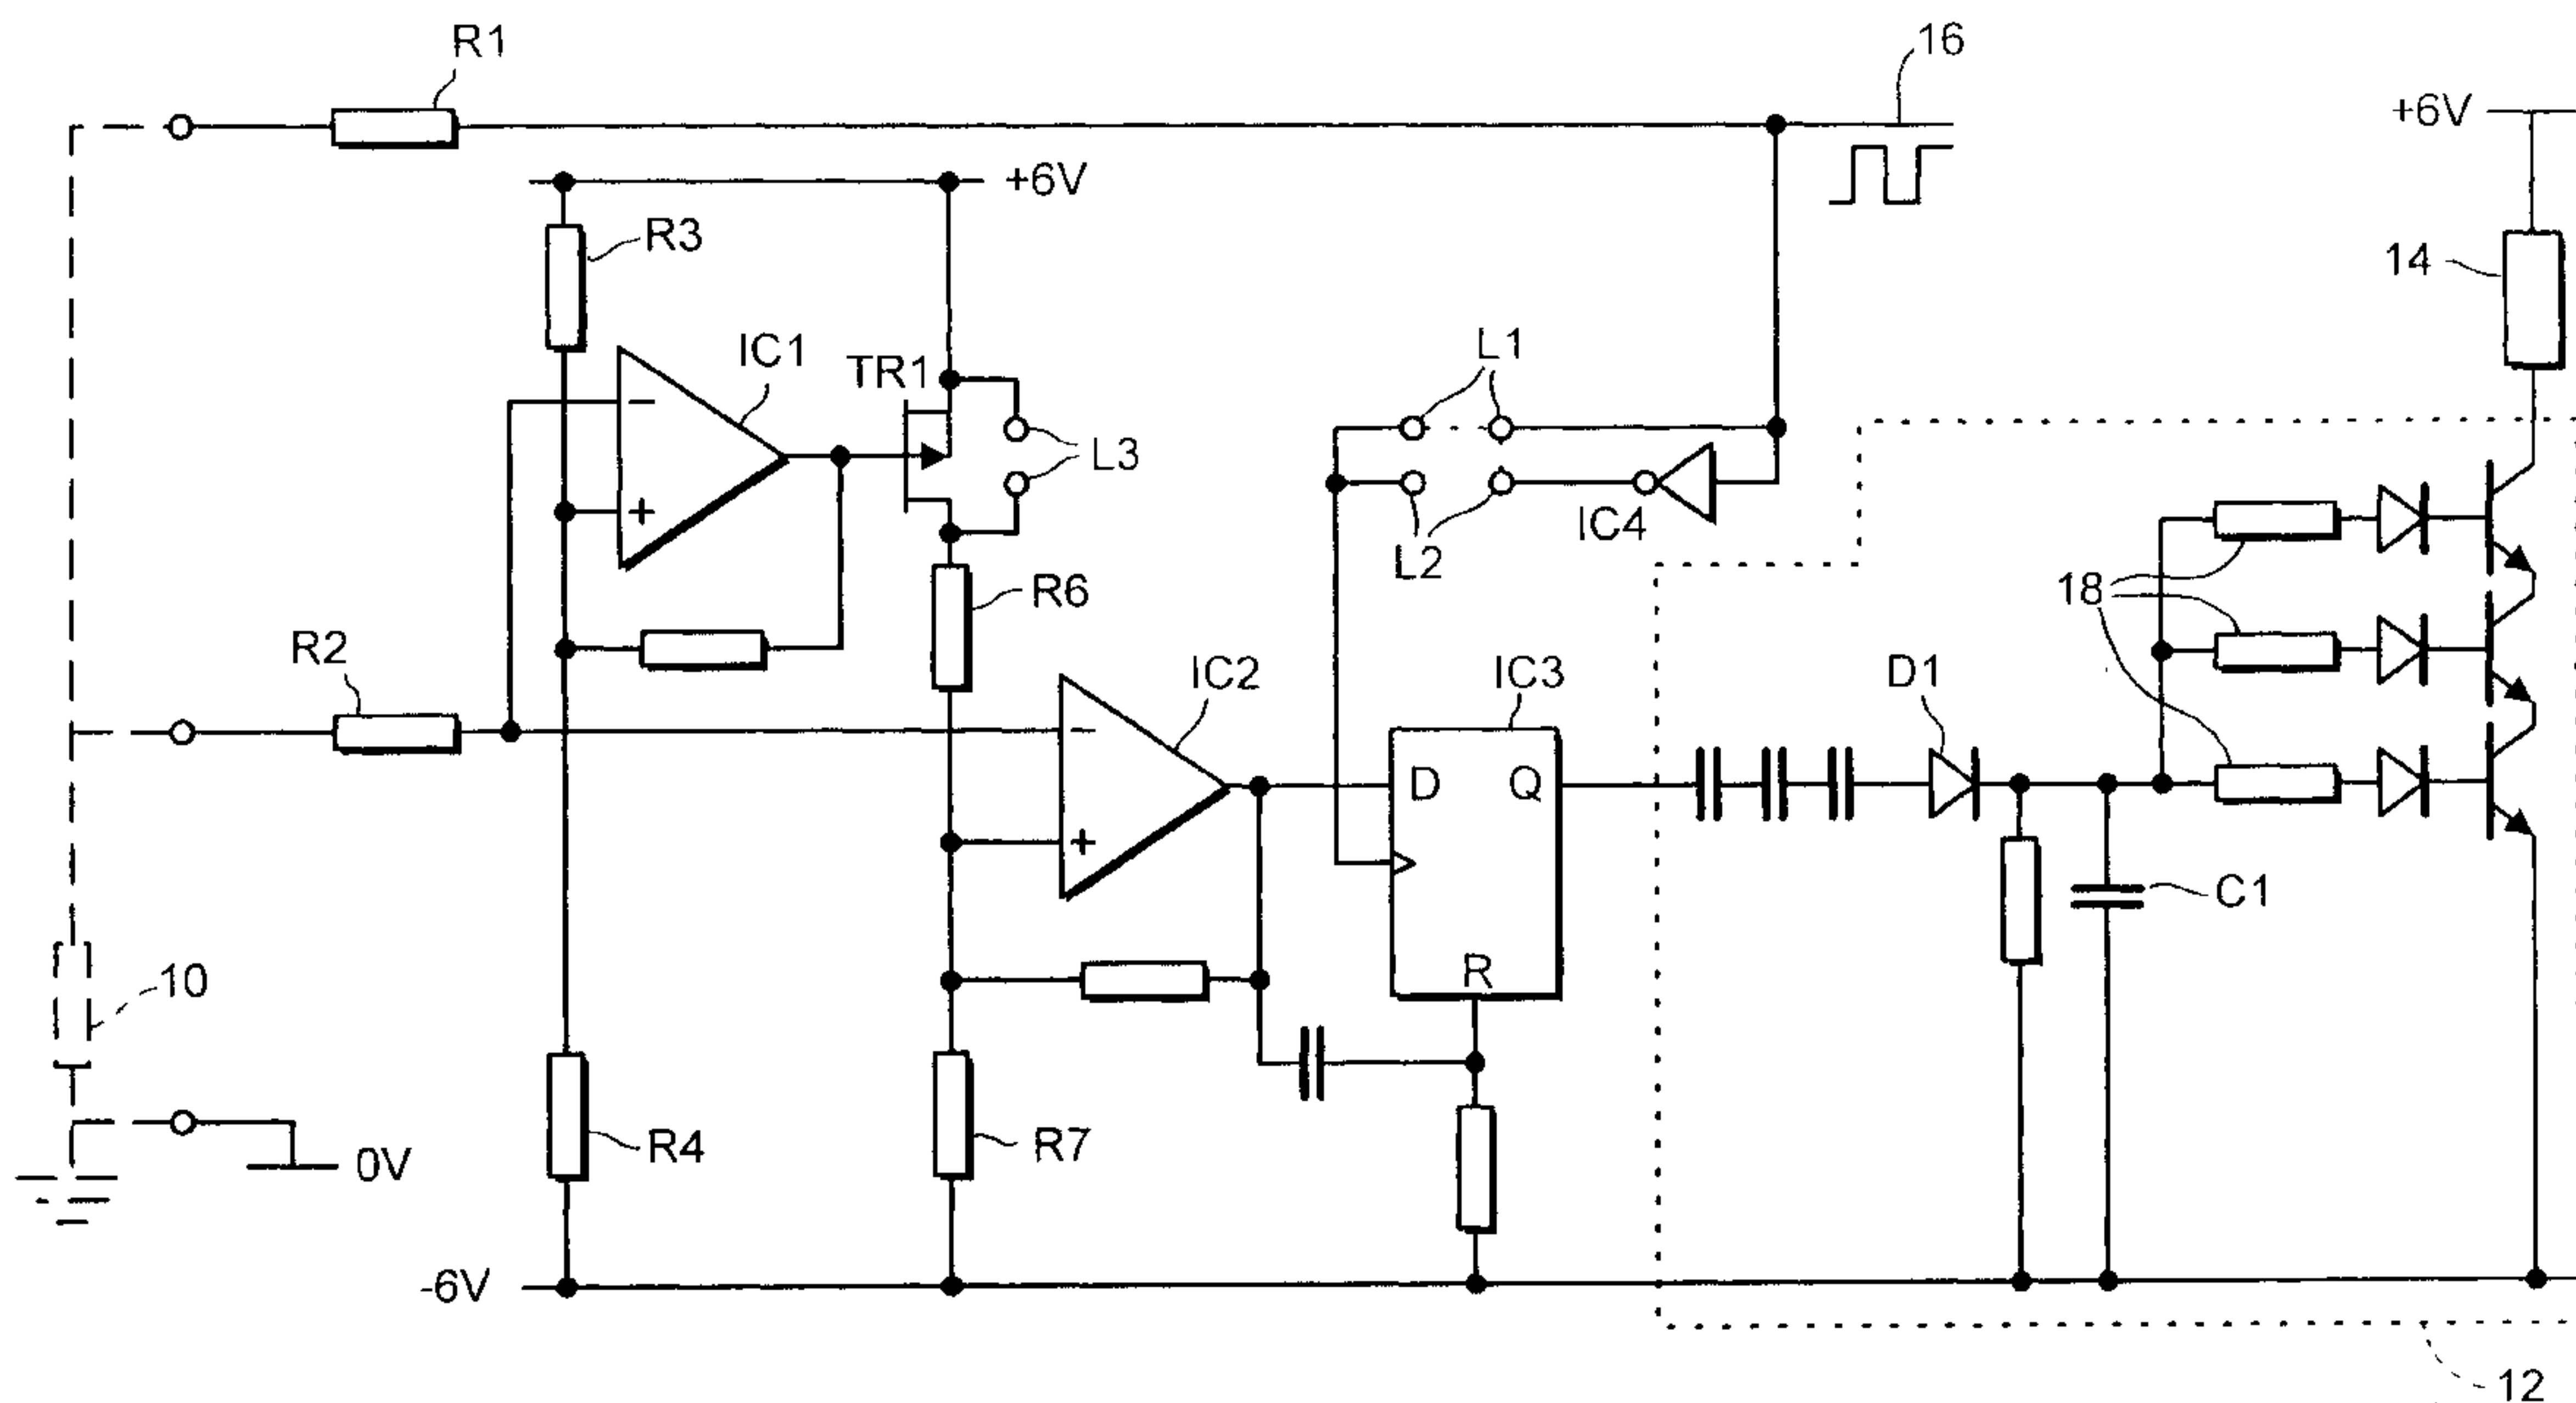 R1
16
+6V
+6V
R3
14
IC1
TR1
L1
L3
IC4
L2
18
R6
R2
IC2
IC3
D1
D
Q
C1
R
10
R4
R7
0V
-6V
12